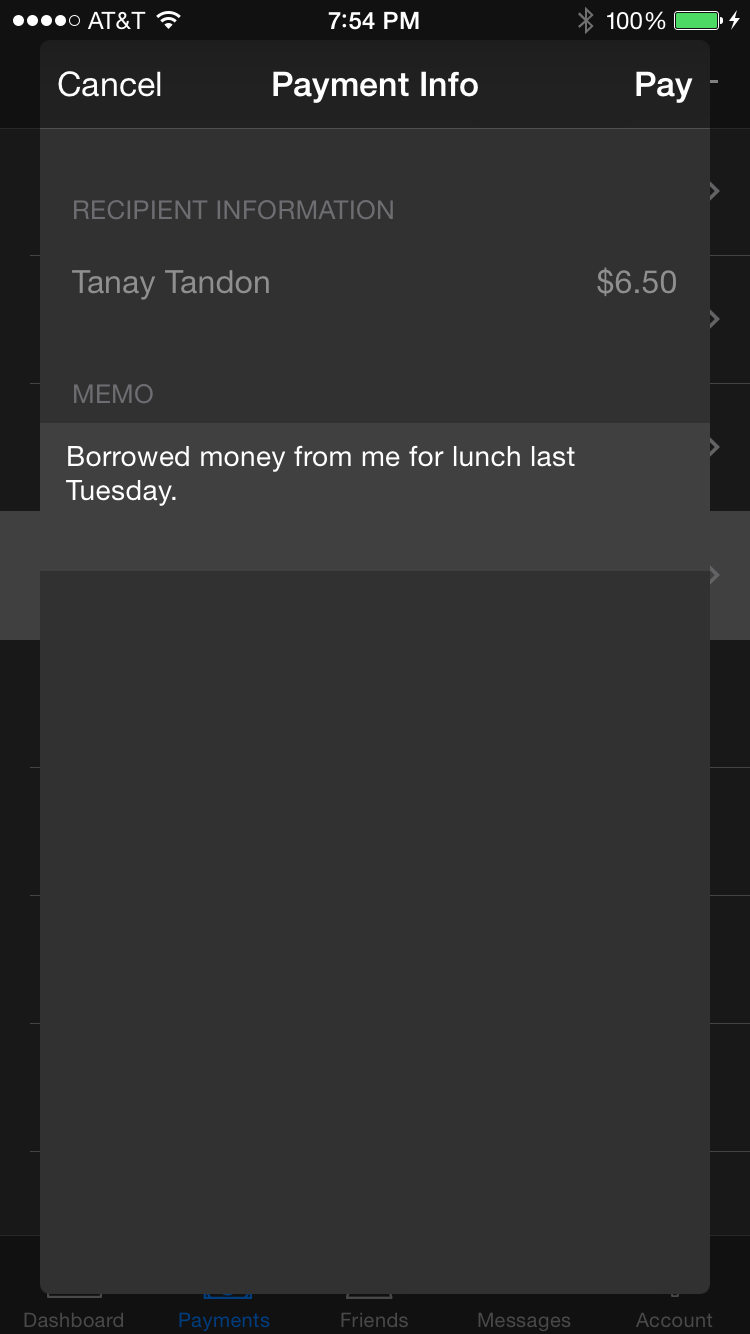 AT&T 7:54 PM 100%
Cancel Payment Info Pay
RECIPIENT INFORMATION
Tanay Tandon $6.50
MEMO
Borrowed money from me for lunch last
Tuesday.
Dashboard Payments Friends Messages Account